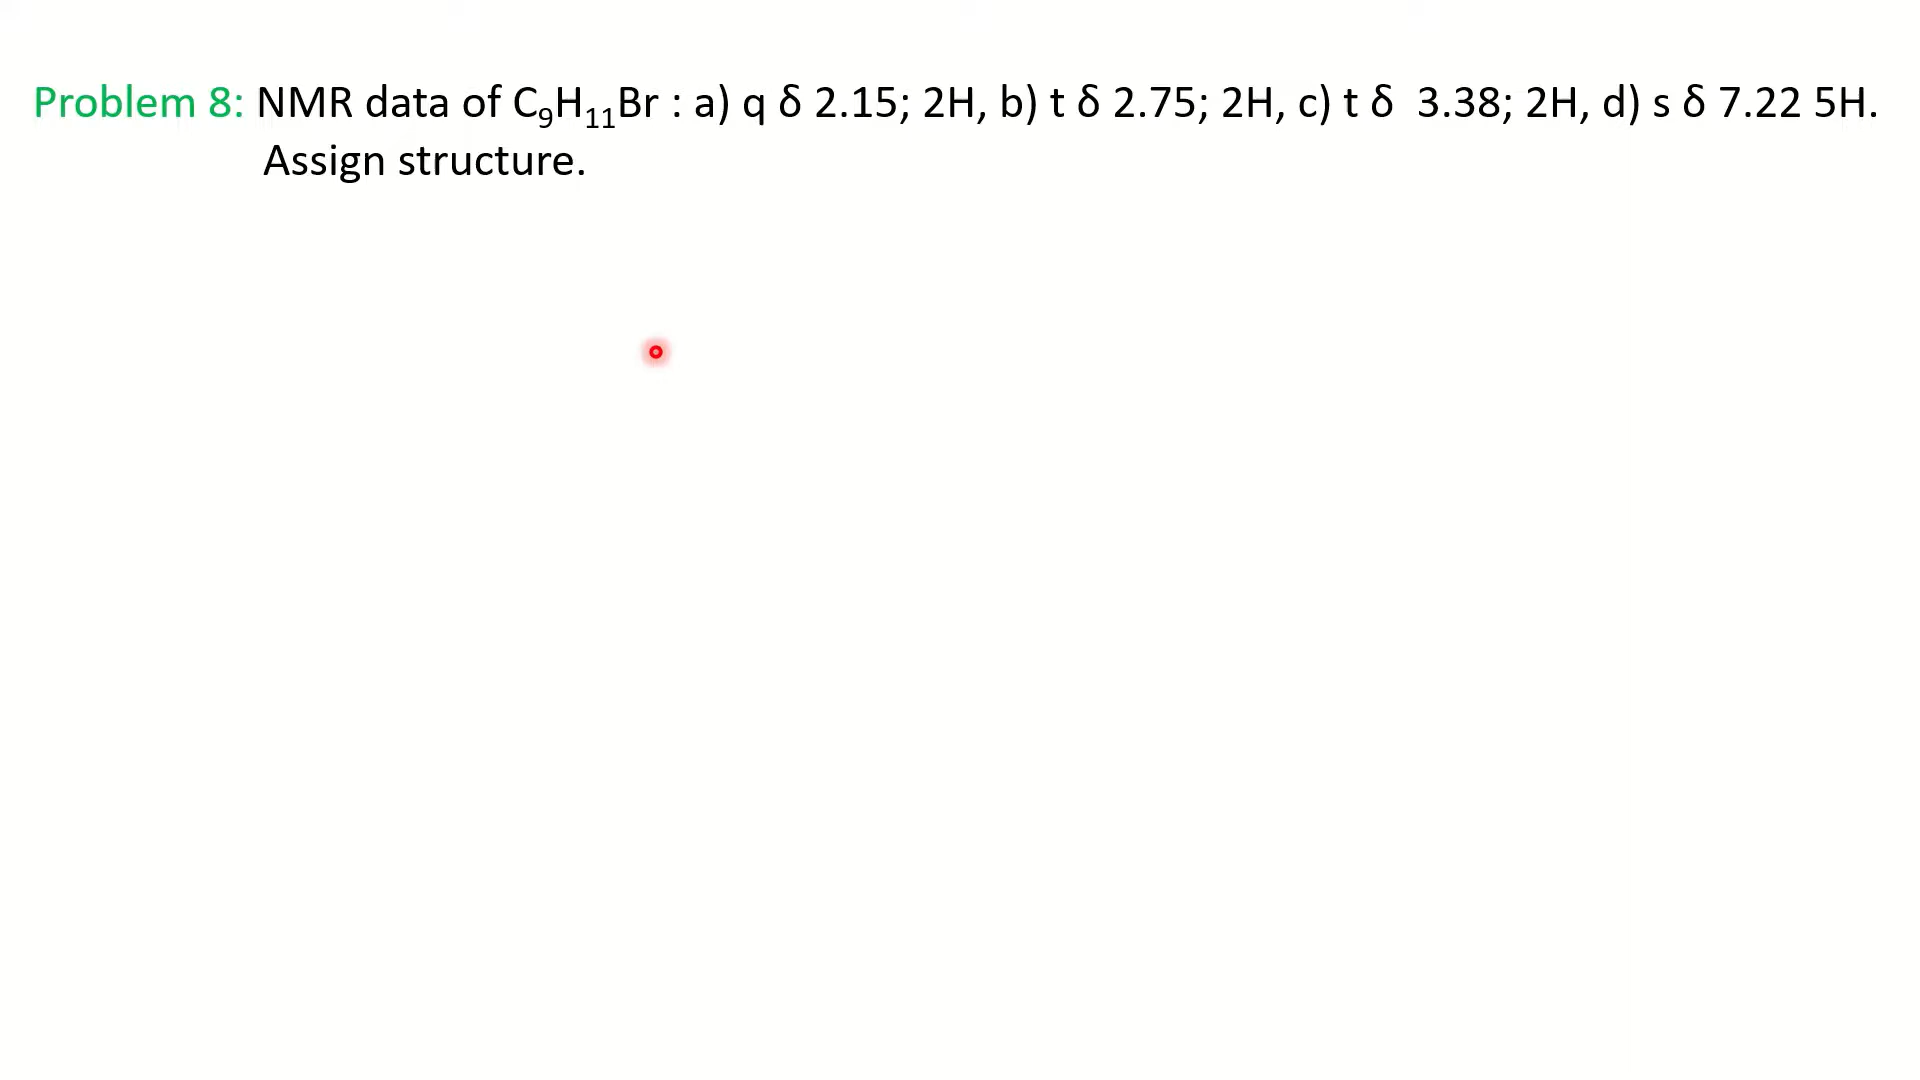 Problem 8: NMR data of C₉H₁₁Br : a) q δ 2.15; 2H, b) t δ 2.75; 2H, c) t δ  3.38; 2H, d) s δ 7.22 5H.
Assign structure.